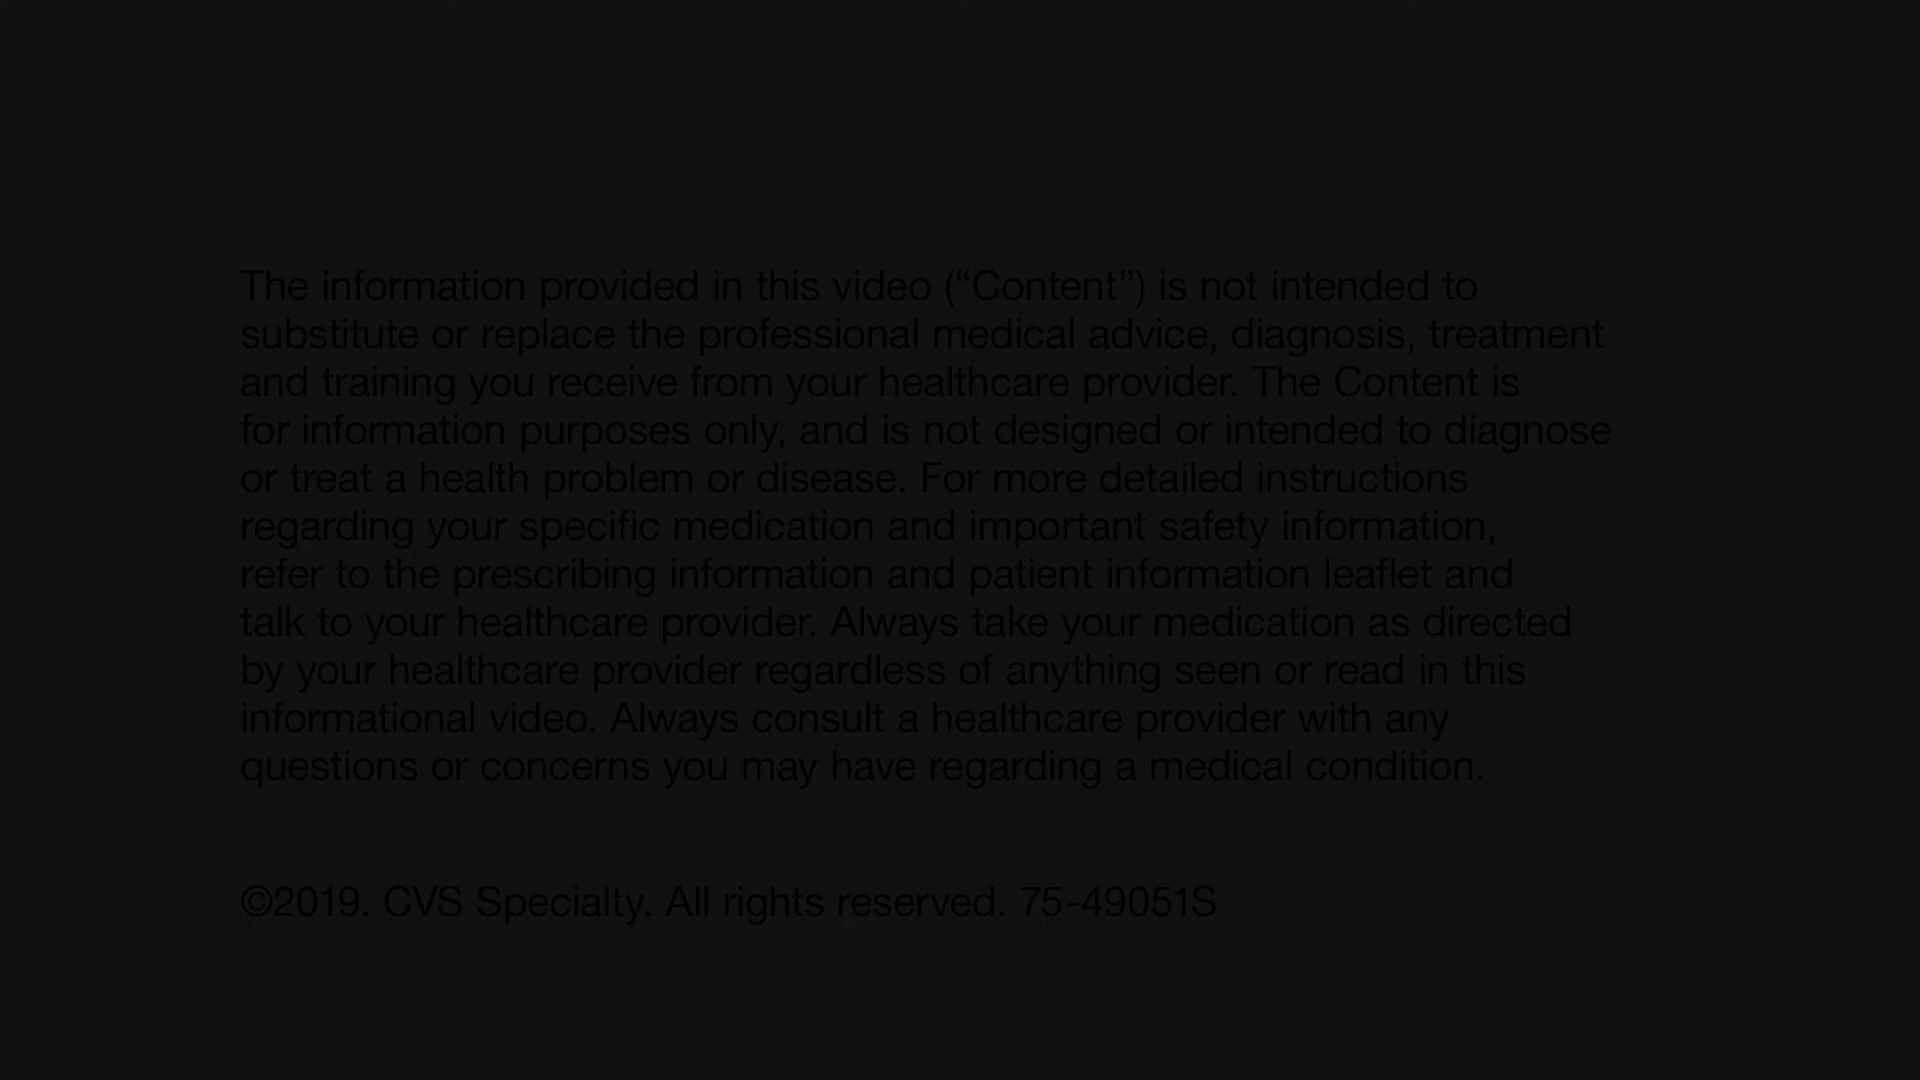 The information provided in this video (“Content”) is not intended to
substitute or replace the professional medical advice, diagnosis, treatment
and training you receive from your healthcare provider. The Content is
for information purposes only, and is not designed or intended to diagnose
or treat a health problem or disease. For more detailed instructions
regarding your specific medication and important safety information,
refer to the prescribing information and patient information leaflet and
talk to your healthcare provider. Always take your medication as directed
by your healthcare provider regardless of anything seen or read in this
informational video. Always consult a healthcare provider with any
questions or concerns you may have regarding a medical condition.
©2019. CVS Specialty. All rights reserved. 75-49051S